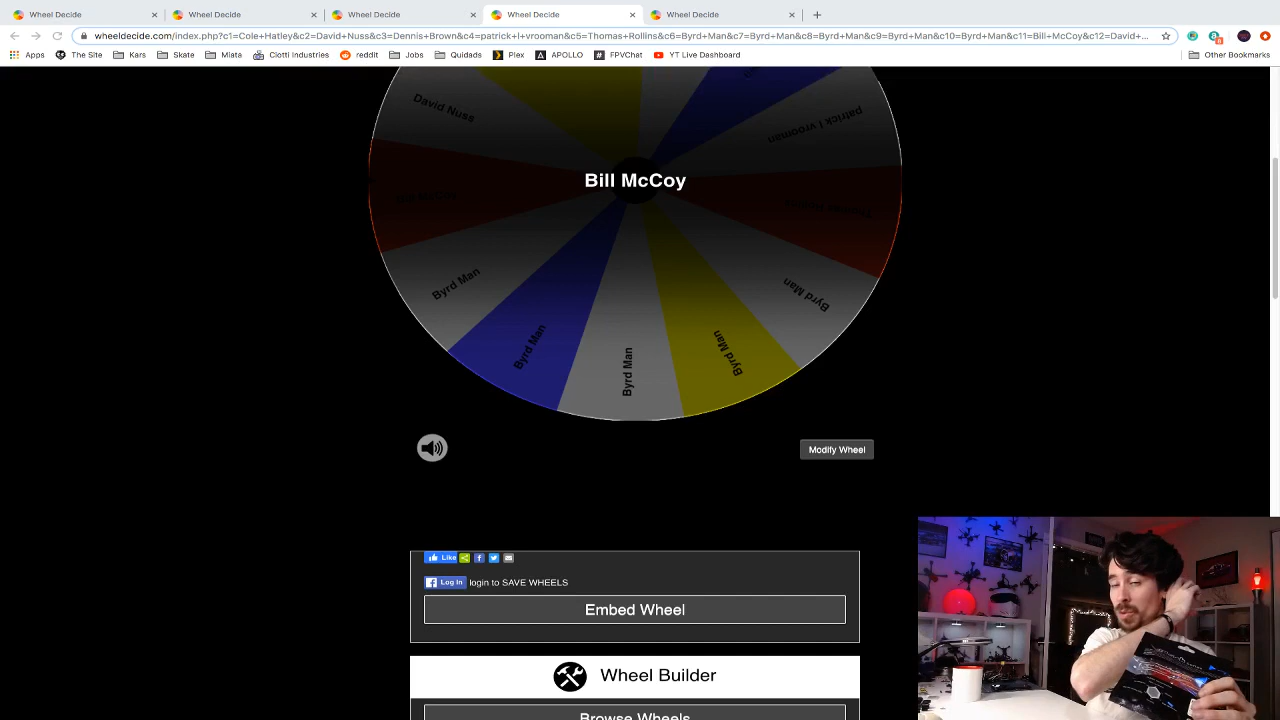 Wheel Decide
Wheel Decide
Wheel Decide
Wheel Decide
Wheel Decide
wheeldecide.com/index.php?c1=Cole+Hatley&c2=David+Nuss&c3=Dennis+Brown&c4=patrick+l+vrooman&c5=Thomas+Rollins&c6=Byrd+Man&c7=Byrd+Man&c8=Byrd+Man&c9=Byrd+Man&c10=Byrd+Man&c11=Bill+McCoy&c12=David+...
Apps The Site Kars Skate Miata Ciotti Industries reddit Jobs Quidads Plex APOLLO FPVChat YT Live Dashboard Other Bookmarks
David Nuss
patrick l vrooman
Bill McCoy
Byrd Man
Byrd Man
Byrd Man
Byrd Man
Byrd Man
Modify Wheel
Like
Log In login to SAVE WHEELS
Embed Wheel
Wheel Builder
Browse Wheels